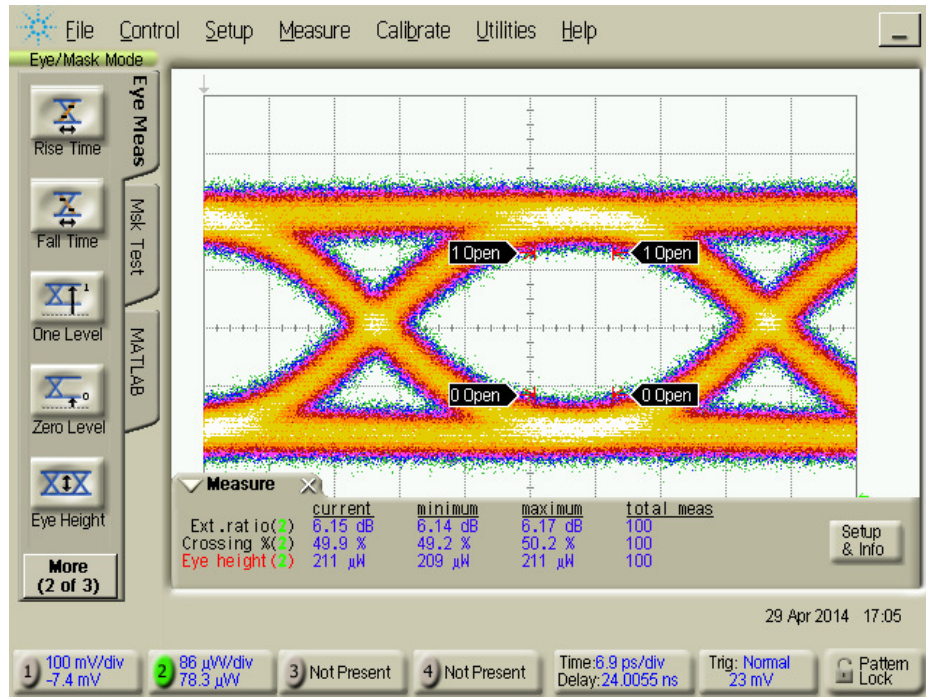 File Control Setup Measure Calibrate Utilities Help
Eye/Mask Mode
Eye Meas
Msk Test
MATLAB
Rise Time
Fall Time
One Level
Zero Level
Eye Height
More
(2 of 3)
1 Open 1 Open
0 Open 0 Open
Measure
current minimum maximum total meas
Ext.ratio(2) 6.15 dB 6.14 dB 6.17 dB 100
Crossing %(2) 49.9 % 49.2 % 50.2 % 100
Eye height(2) 211 µW 209 µW 211 µW 100
Setup
& Info
29 Apr 2014 17:05
1 100 mV/div
-7.4 mV
2 86 µW/div
78.3 µW
3 Not Present
4 Not Present
Time:6.9 ps/div
Delay:24.0055 ns
Trig: Normal
23 mV
Pattern
Lock